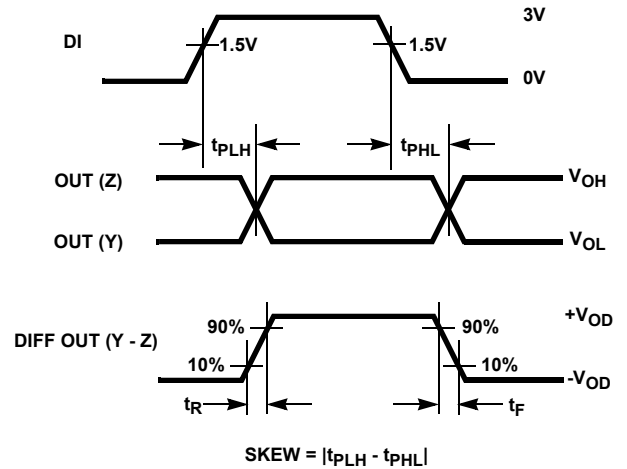 3V
DI
1.5V
1.5V
0V
tPLH
tPHL
OUT (Z)
VOH
OUT (Y)
VOL
+VOD
90%
90%
DIFF OUT (Y - Z)
10%
10%
-VOD
tR
tF
SKEW = |tPLH - tPHL|